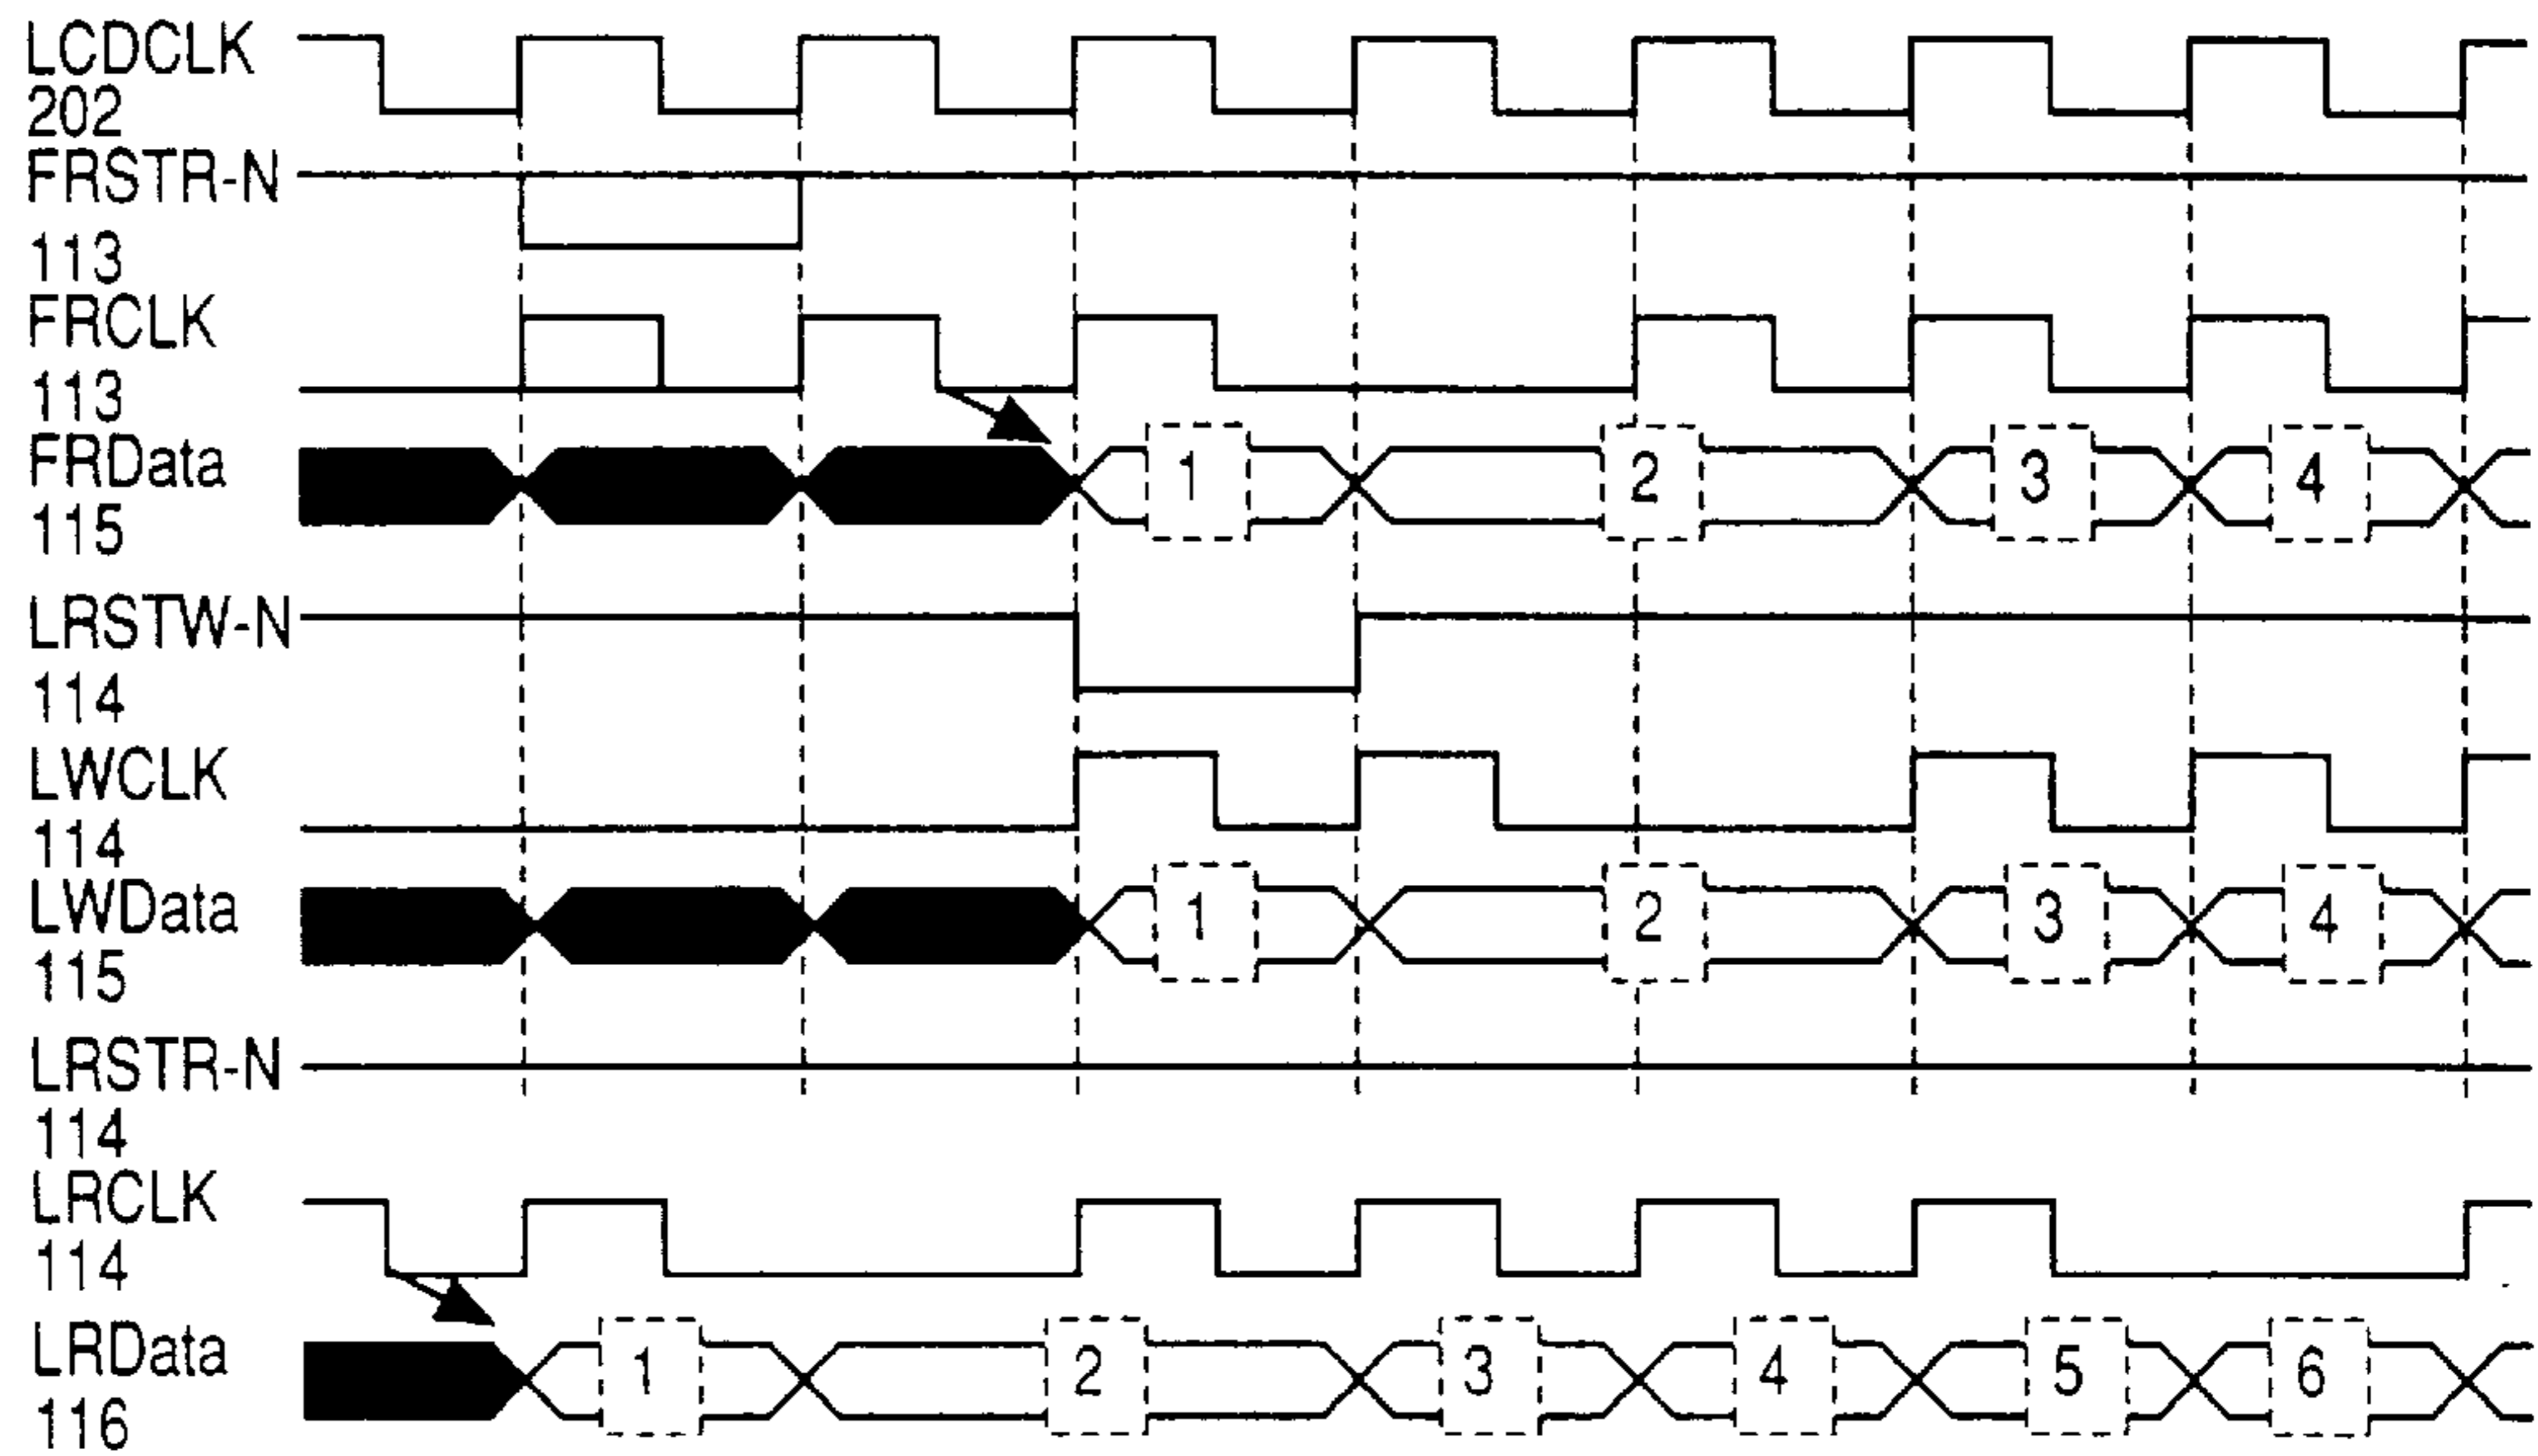 LCDCLK
202
FRSTR-N
113
FRCLK
113
FRData 1 2 3 4
115
LRSTW-N
114
LWCLK
114
LWData 1 2 3 4
115
LRSTR-N
114
LRCLK
114
LRData 1 2 3 4 5 6
116